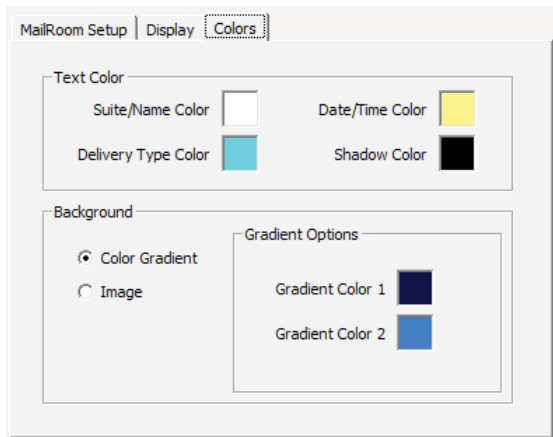 MailRoom Setup Display Colors
Text Color
Suite/Name Color Date/Time Color
Delivery Type Color Shadow Color
Background
Gradient Options
Color Gradient
Image
Gradient Color 1
Gradient Color 2